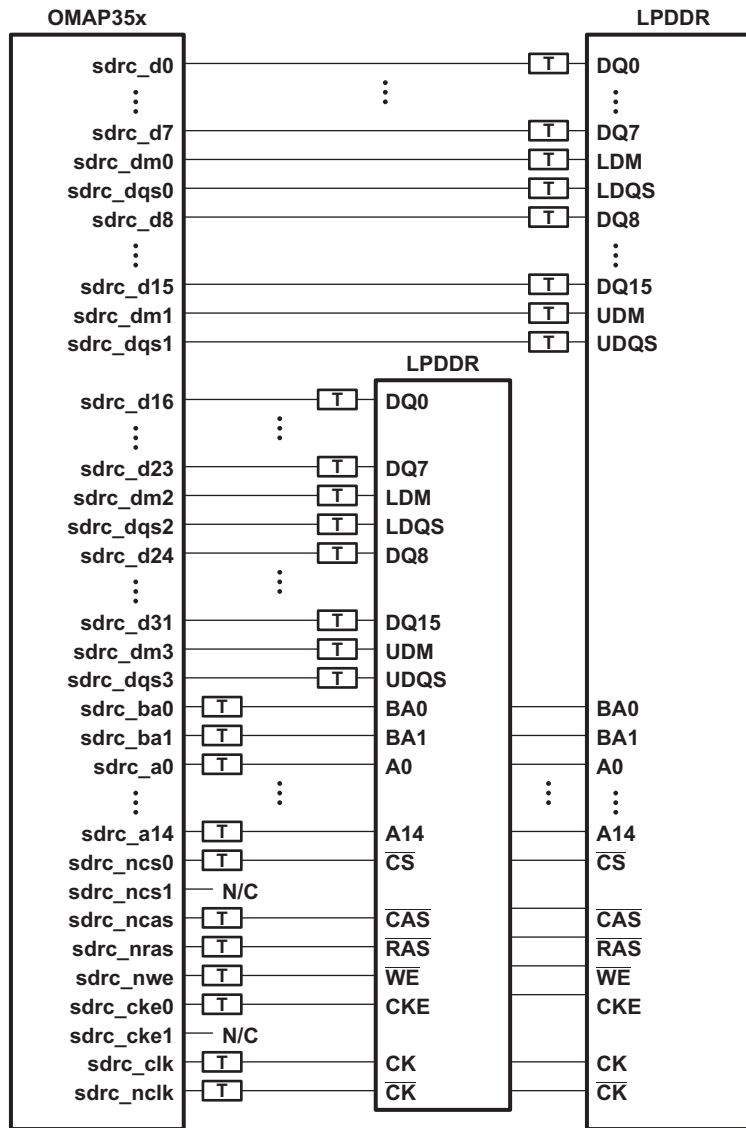 OMAP35x LPDDR
sdrc_d0 T DQ0
sdrc_d7 T DQ7
sdrc_dm0 T LDM
sdrc_dqs0 T LDQS
sdrc_d8 T DQ8
sdrc_d15 T DQ15
sdrc_dm1 T UDM
sdrc_dqs1 T UDQS
LPDDR
sdrc_d16 T DQ0
sdrc_d23 T DQ7
sdrc_dm2 T LDM
sdrc_dqs2 T LDQS
sdrc_d24 T DQ8
sdrc_d31 T DQ15
sdrc_dm3 T UDM
sdrc_dqs3 T UDQS
sdrc_ba0 T BA0 BA0
sdrc_ba1 T BA1 BA1
sdrc_a0 T A0 A0
sdrc_a14 T A14 A14
sdrc_ncs0 T CS CS
sdrc_ncs1 N/C
sdrc_ncas T CAS CAS
sdrc_nras T RAS RAS
sdrc_nwe T WE WE
sdrc_cke0 T CKE CKE
sdrc_cke1 N/C
sdrc_clk T CK CK
sdrc_nclk T CK CK